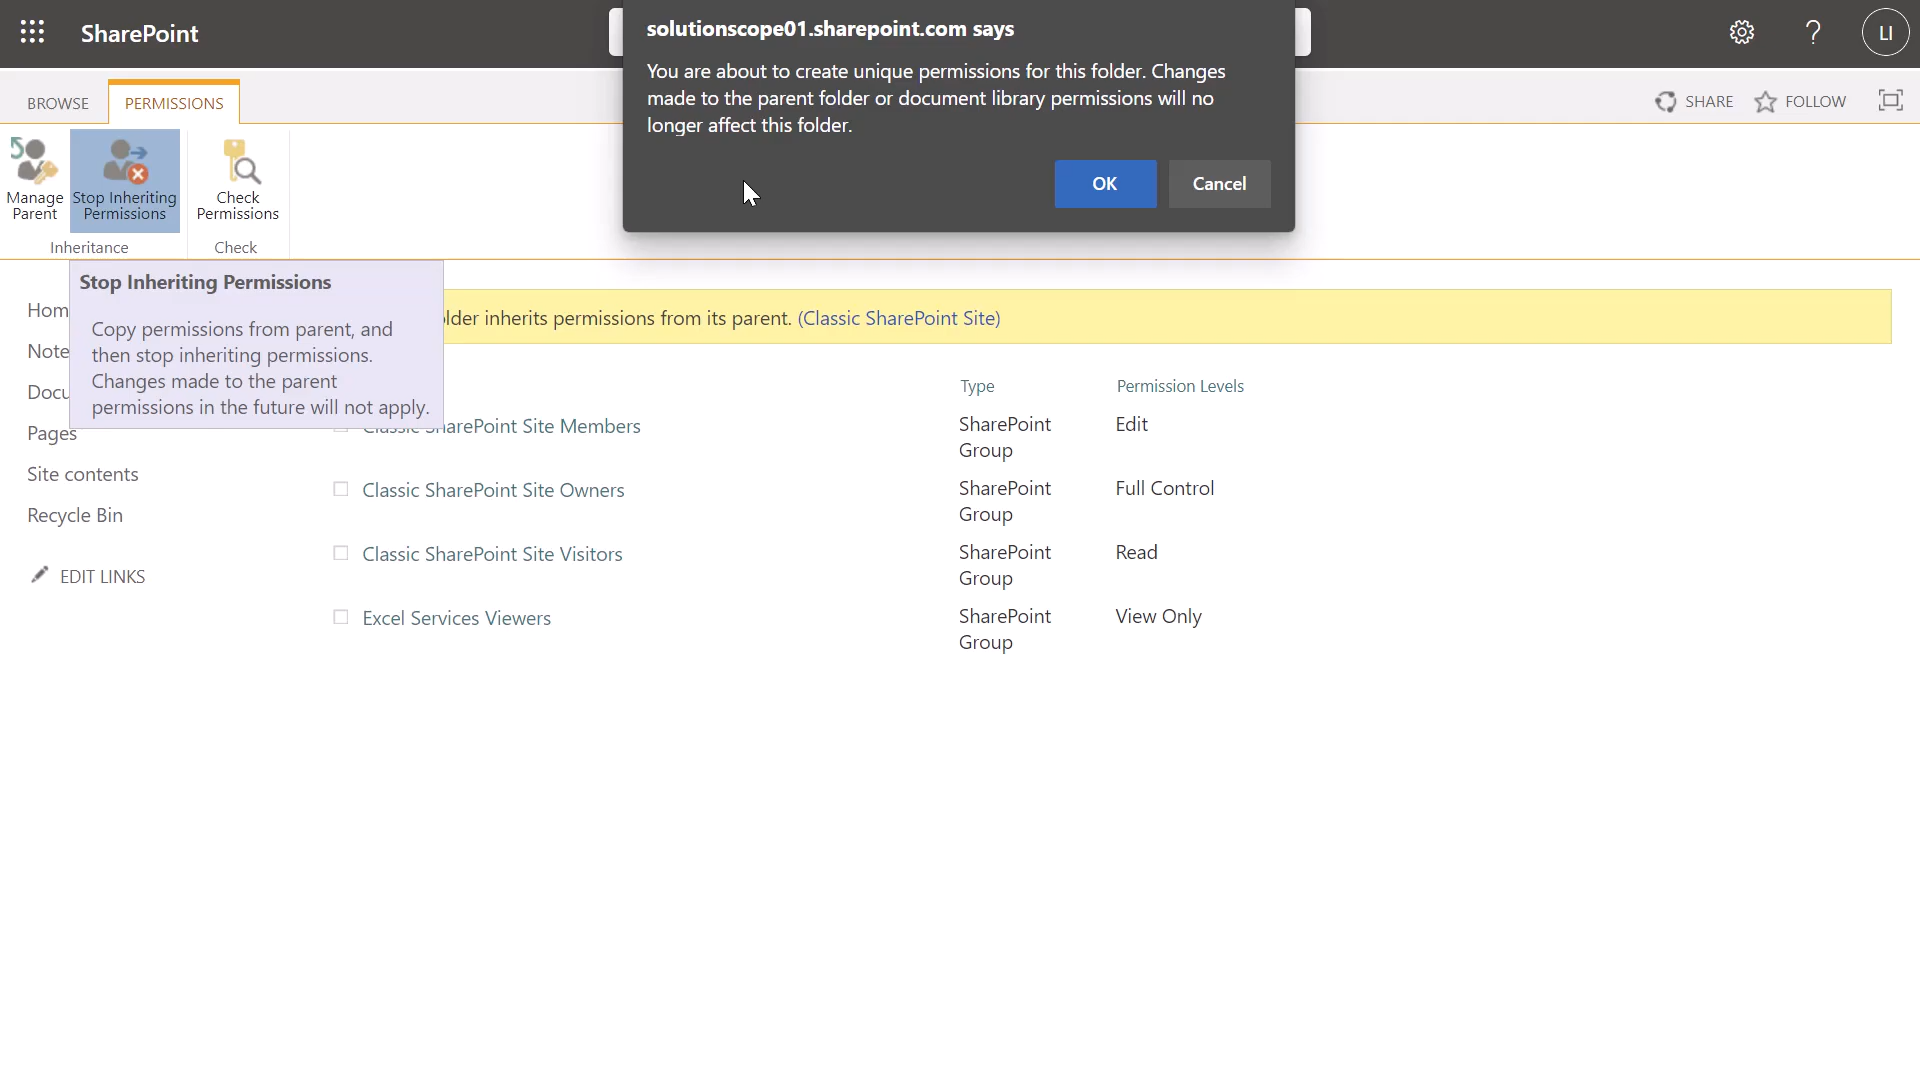 SharePoint
LI
solutionscope01.sharepoint.com says
You are about to create unique permissions for this folder. Changes
made to the parent folder or document library permissions will no
longer affect this folder.
OK
Cancel
BROWSE
PERMISSIONS
SHARE
FOLLOW
Manage
Parent
Stop Inheriting
Permissions
Check
Permissions
Inheritance
Check
Stop Inheriting Permissions
Copy permissions from parent, and
then stop inheriting permissions.
Changes made to the parent
permissions in the future will not apply.
inherits permissions from its parent. (Classic SharePoint Site)
Pages
Site contents
Recycle Bin
EDIT LINKS
Type
Permission Levels
Classic SharePoint Site Members
SharePoint
Group
Edit
Classic SharePoint Site Owners
SharePoint
Group
Full Control
Classic SharePoint Site Visitors
SharePoint
Group
Read
Excel Services Viewers
SharePoint
Group
View Only